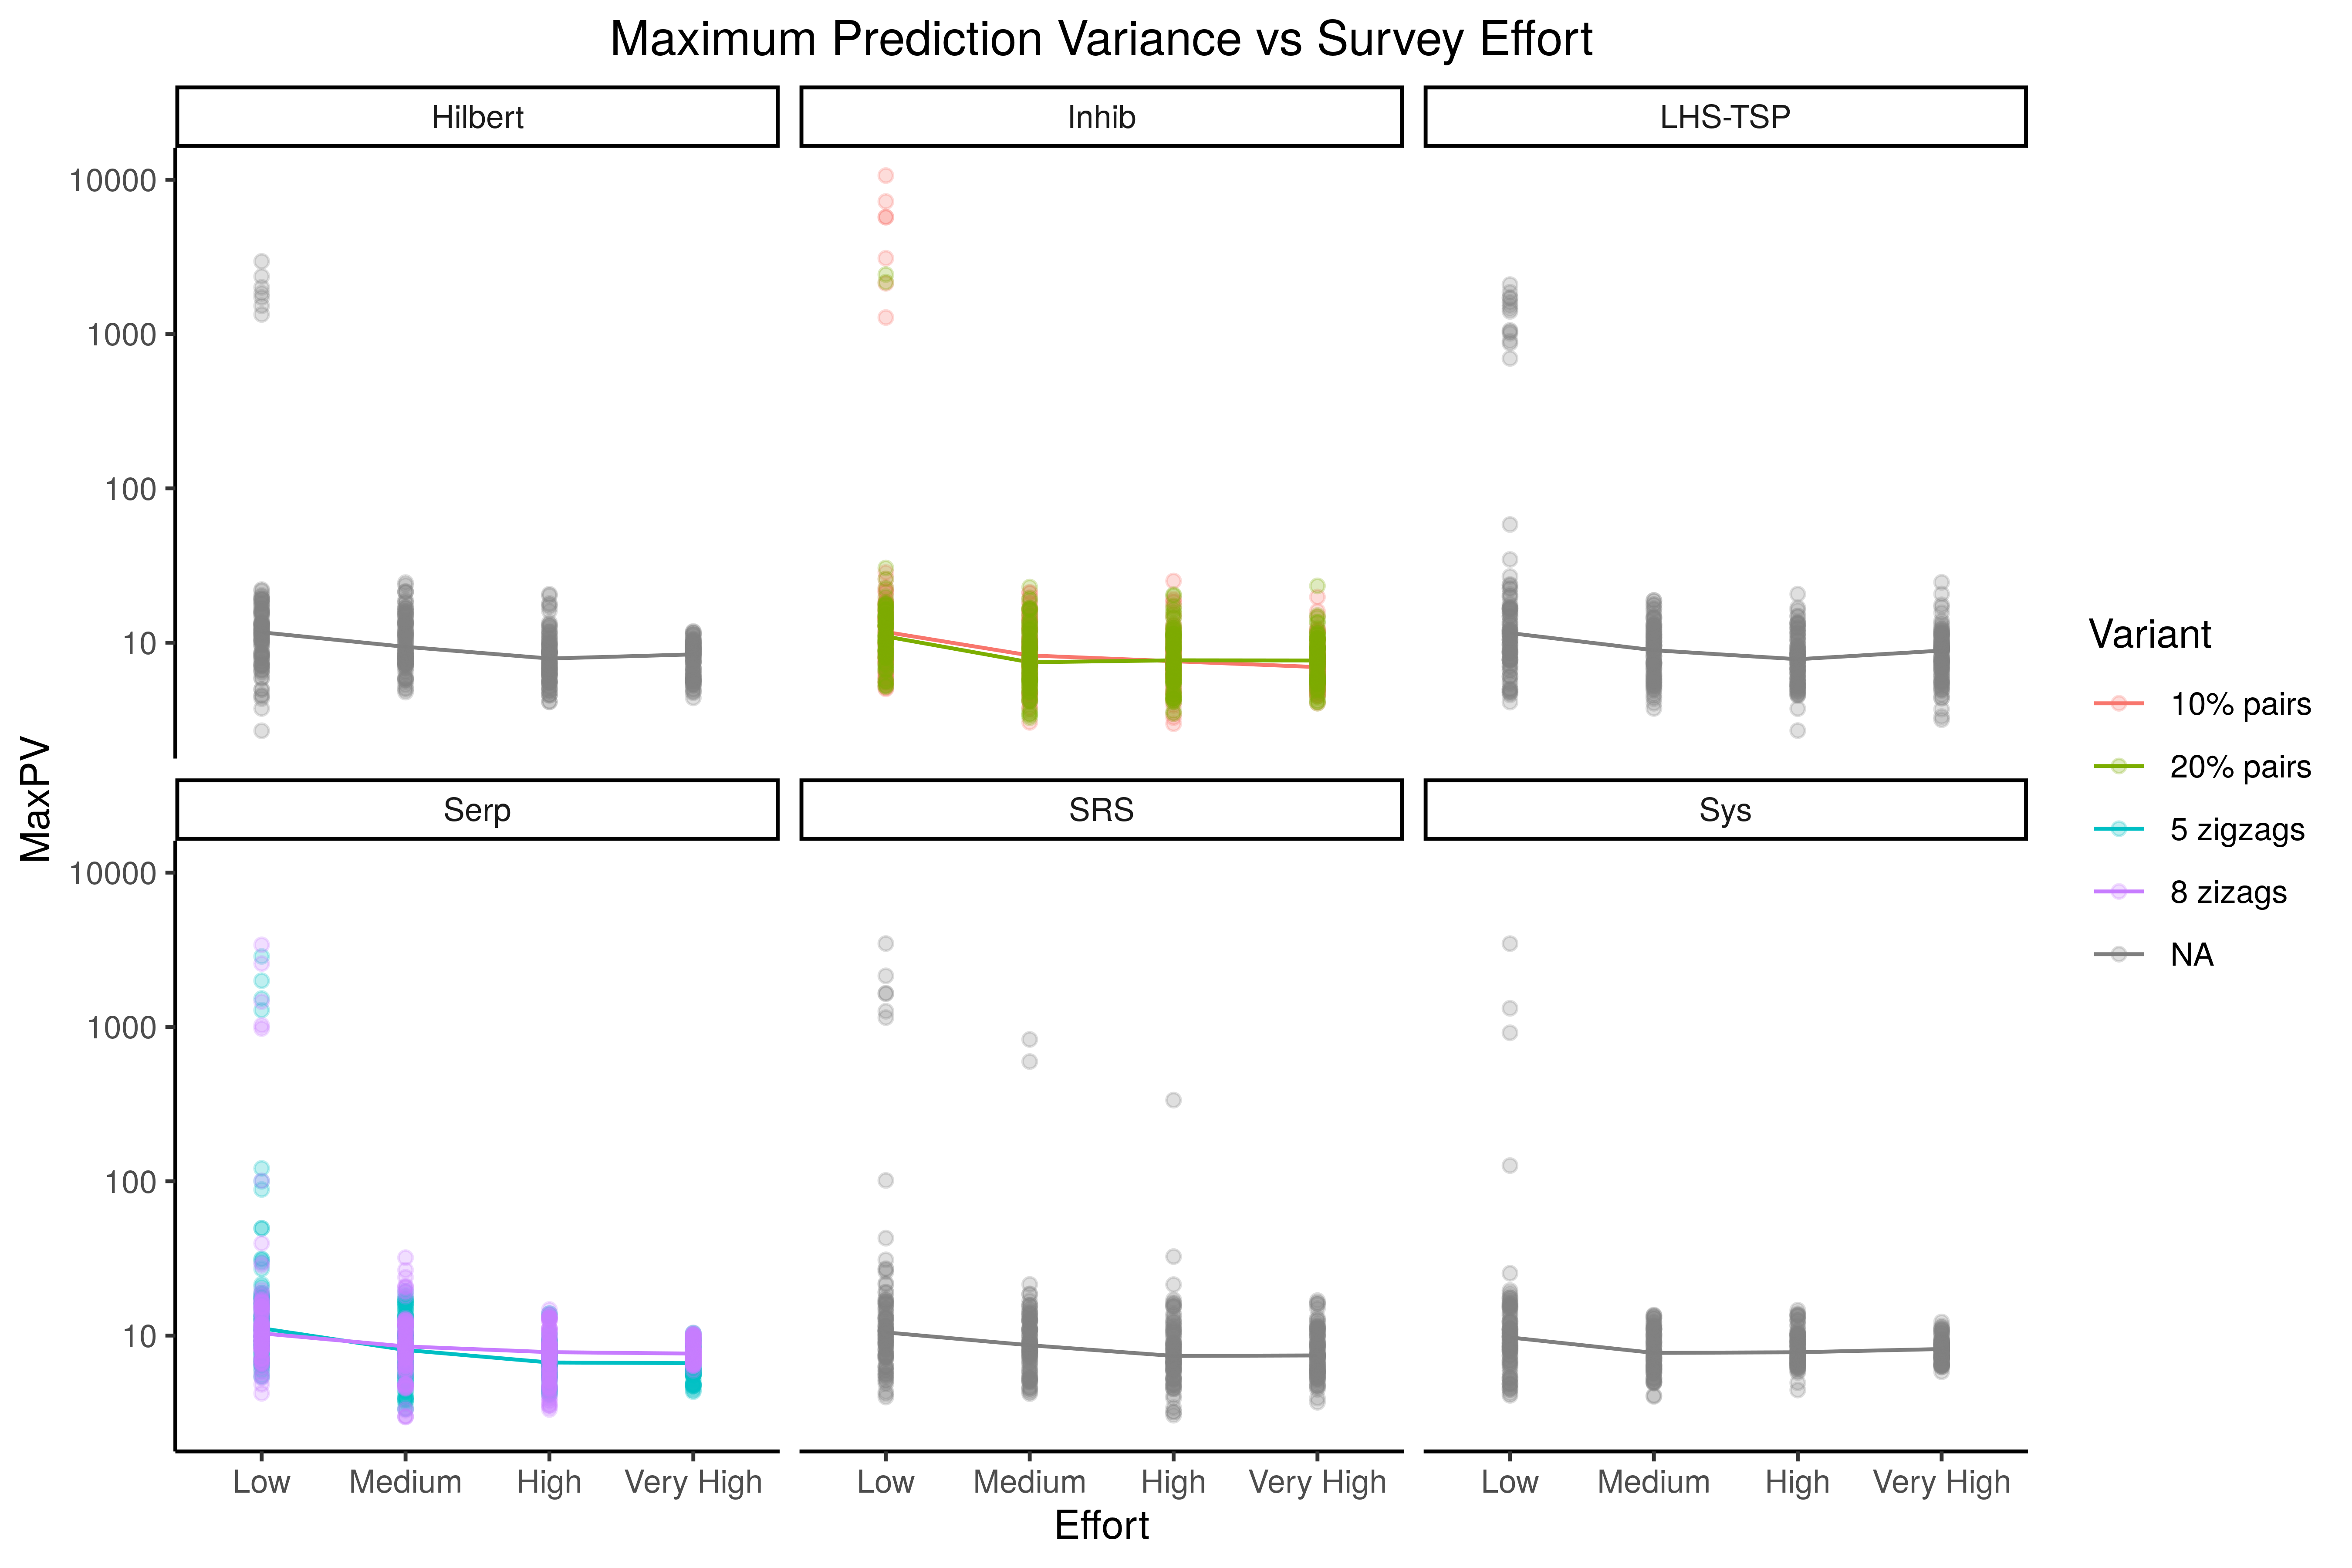 Maximum Prediction Variance vs Survey Effort
Hilbert
Inhib
LHS-TSP
10000
1000
100
10
Serp
SRS
Sys
10000
1000
100
10
Low
Medium
High
Very High
Low
Medium
High
Very High
Low
Medium
High
Very High
Effort
MaxPV
Variant
10% pairs
20% pairs
5 zigzags
8 zizags
NA